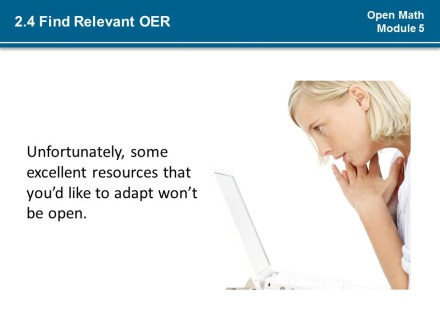 2.4 Find Relevant OER
Open Math
Module 5
Unfortunately, some
excellent resources that
you’d like to adapt won’t
be open.